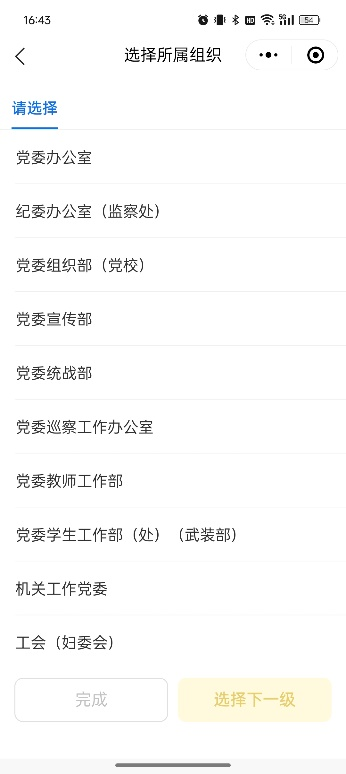 16:43
54
选择所属组织
请选择
党委办公室
纪委办公室（监察处）
党委组织部（党校）
党委宣传部
党委统战部
党委巡察工作办公室
党委教师工作部
党委学生工作部（处）（武装部）
机关工作党委
工会（妇委会）
完成
选择下一级